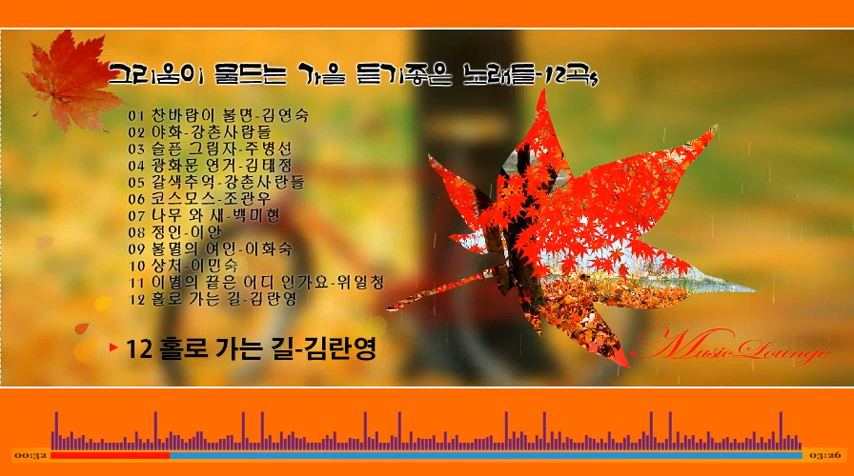 그리움이 물드는 가을 듣기좋은 노래들-12곡s
01 찬바람이 불면-김연숙
02 야화-강촌사람들
03 슬픈 그림자-주병선
04 광화문 연거-김태정
05 갈색추억-강촌사람들
06 코스모스-조관우
07 나무 와 새-백미현
08 정인-이안
09 불멸의 여인-이화숙
10 상처-이민숙
11 이별의 끝은 어디 인가요-위일청
12 홀로 가는 길-김란영
12 홀로 가는 길-김란영
Music Lounge
00:32
03:26